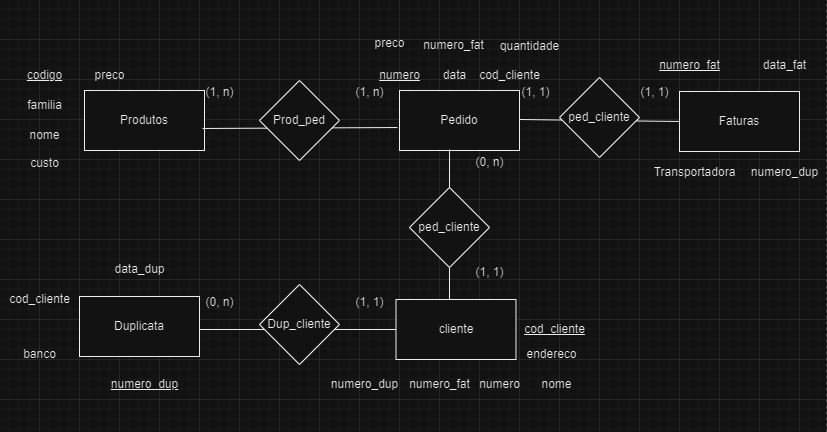 preco numero_fat quantidade
codigo preco numero data cod_cliente numero_fat data_fat
(1, n) (1, n) (1, 1) (1, 1)
familia
Produtos Prod_ped Pedido ped_cliente Faturas
nome
custo (0, n) Transportadora numero_dup
ped_cliente
data_dup (1, 1)
cod_cliente (0, n) (1, 1)
Duplicata Dup_cliente cliente cod_cliente
banco endereco
numero_dup numero_dup numero_fat numero nome